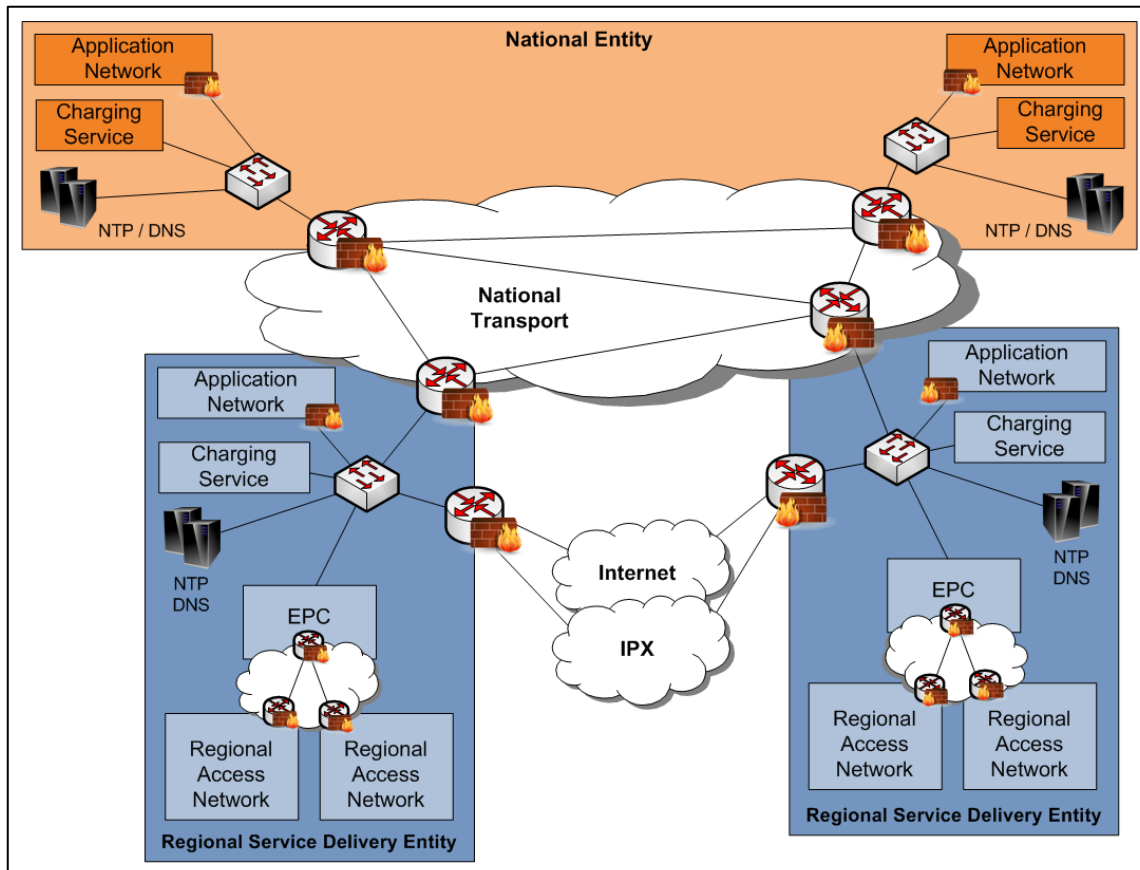 National Entity
Application
Network
Charging
Service
NTP / DNS
Application
Network
Charging
Service
NTP / DNS
National
Transport
Application
Network
Charging
Service
NTP
DNS
EPC
Regional
Access
Network
Regional
Access
Network
Regional Service Delivery Entity
Internet
IPX
Application
Network
Charging
Service
NTP
DNS
EPC
Regional
Access
Network
Regional
Access
Network
Regional Service Delivery Entity